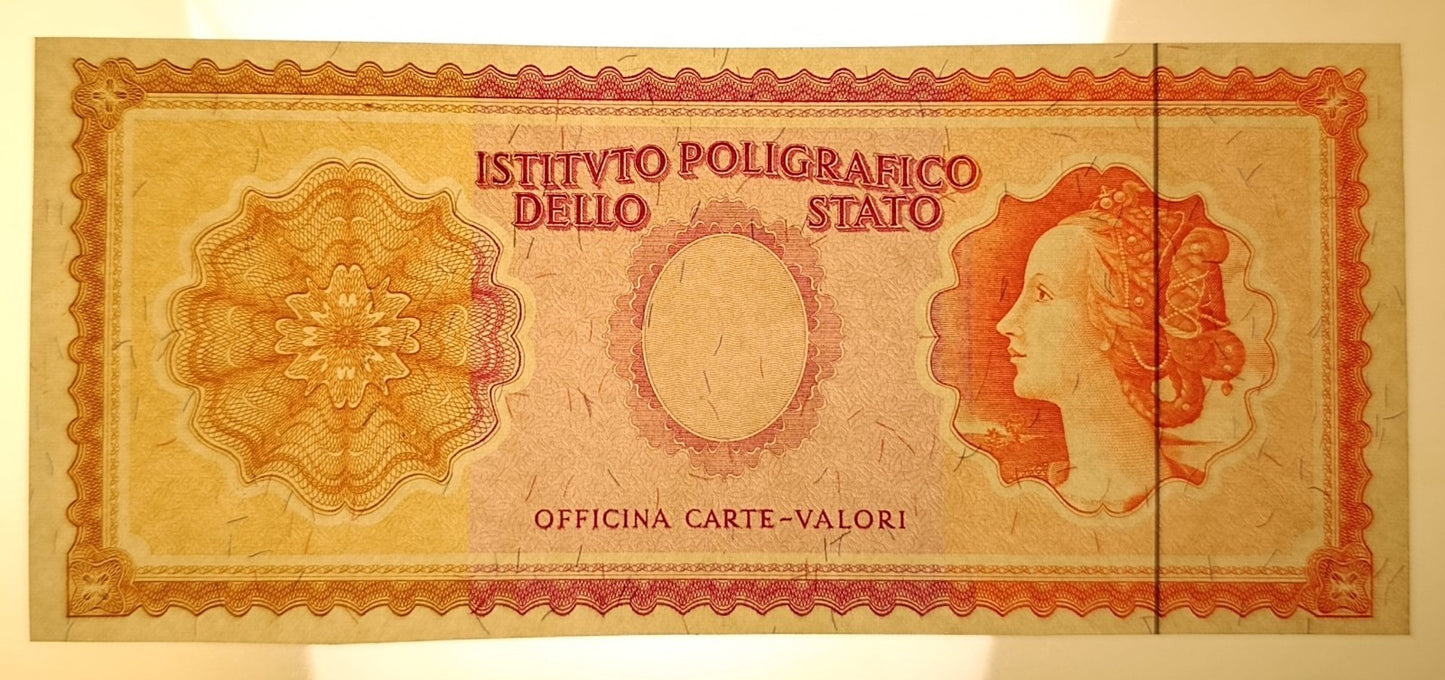 ISTITVTO POLIGRAFICO
DELLO STATO
OFFICINA CARTE-VALORI